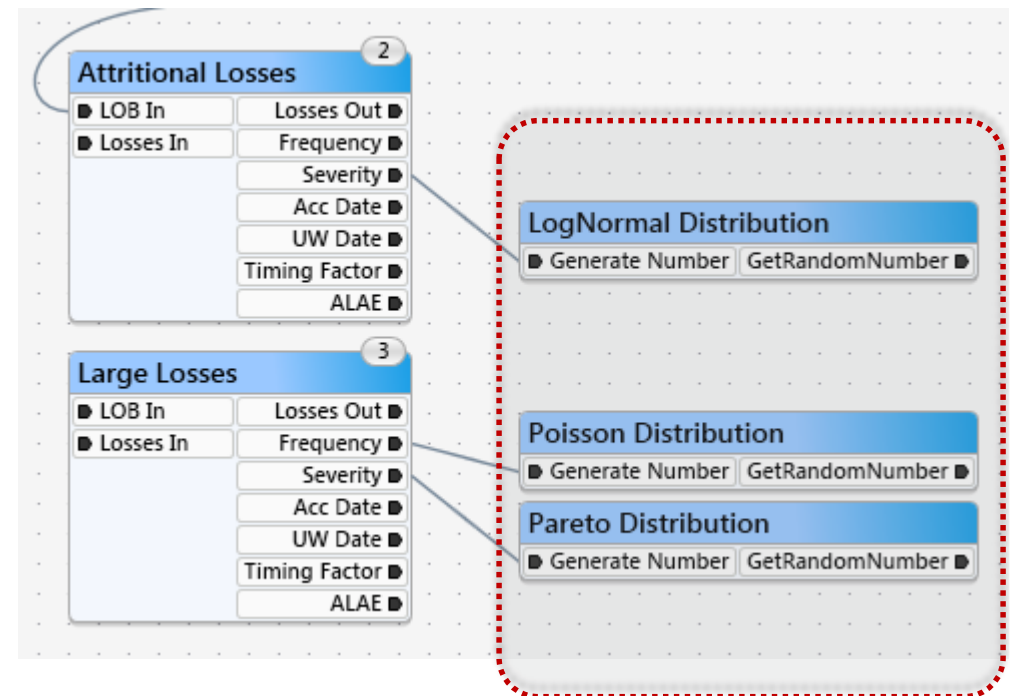 2
Attritional Losses
LOB In Losses Out
Losses In Frequency
Severity
Acc Date
UW Date
Timing Factor
ALAE
LogNormal Distribution
Generate Number GetRandomNumber
3
Large Losses
LOB In Losses Out
Losses In Frequency
Severity
Acc Date
UW Date
Timing Factor
ALAE
Poisson Distribution
Generate Number GetRandomNumber
Pareto Distribution
Generate Number GetRandomNumber